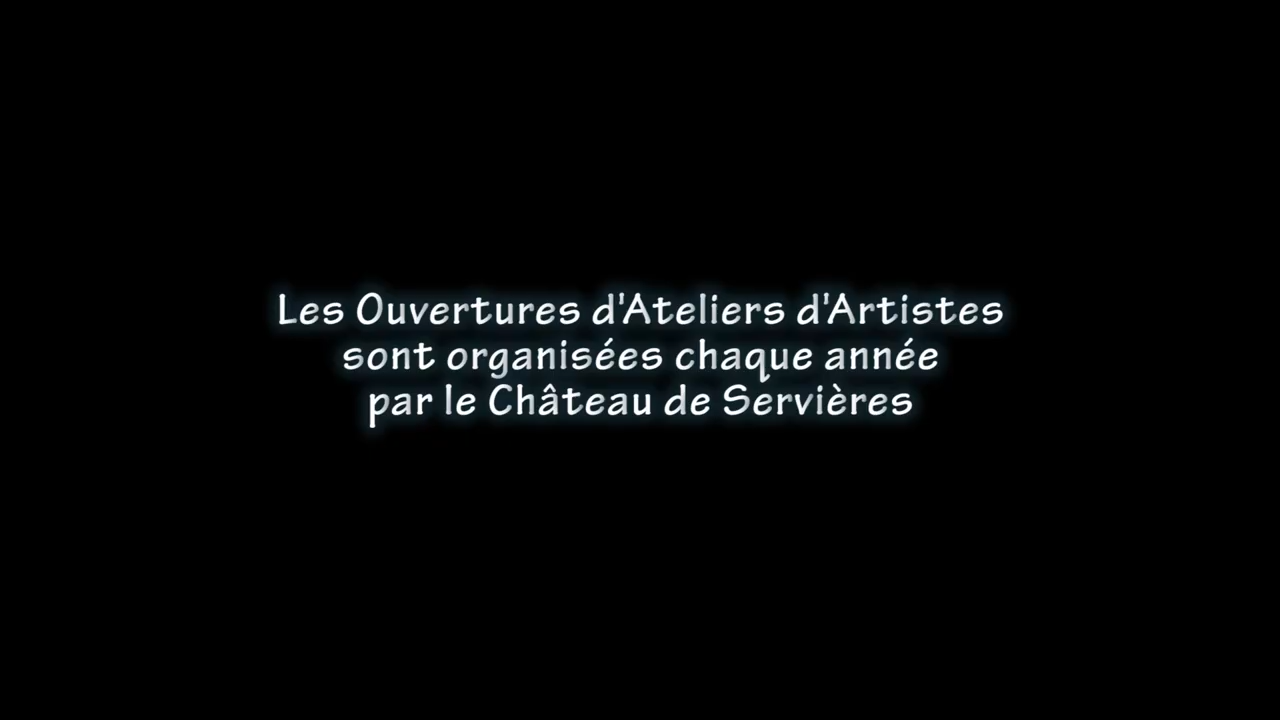 Les Ouvertures d'Ateliers d'Artistes
sont organisées chaque année
par le Château de Servières